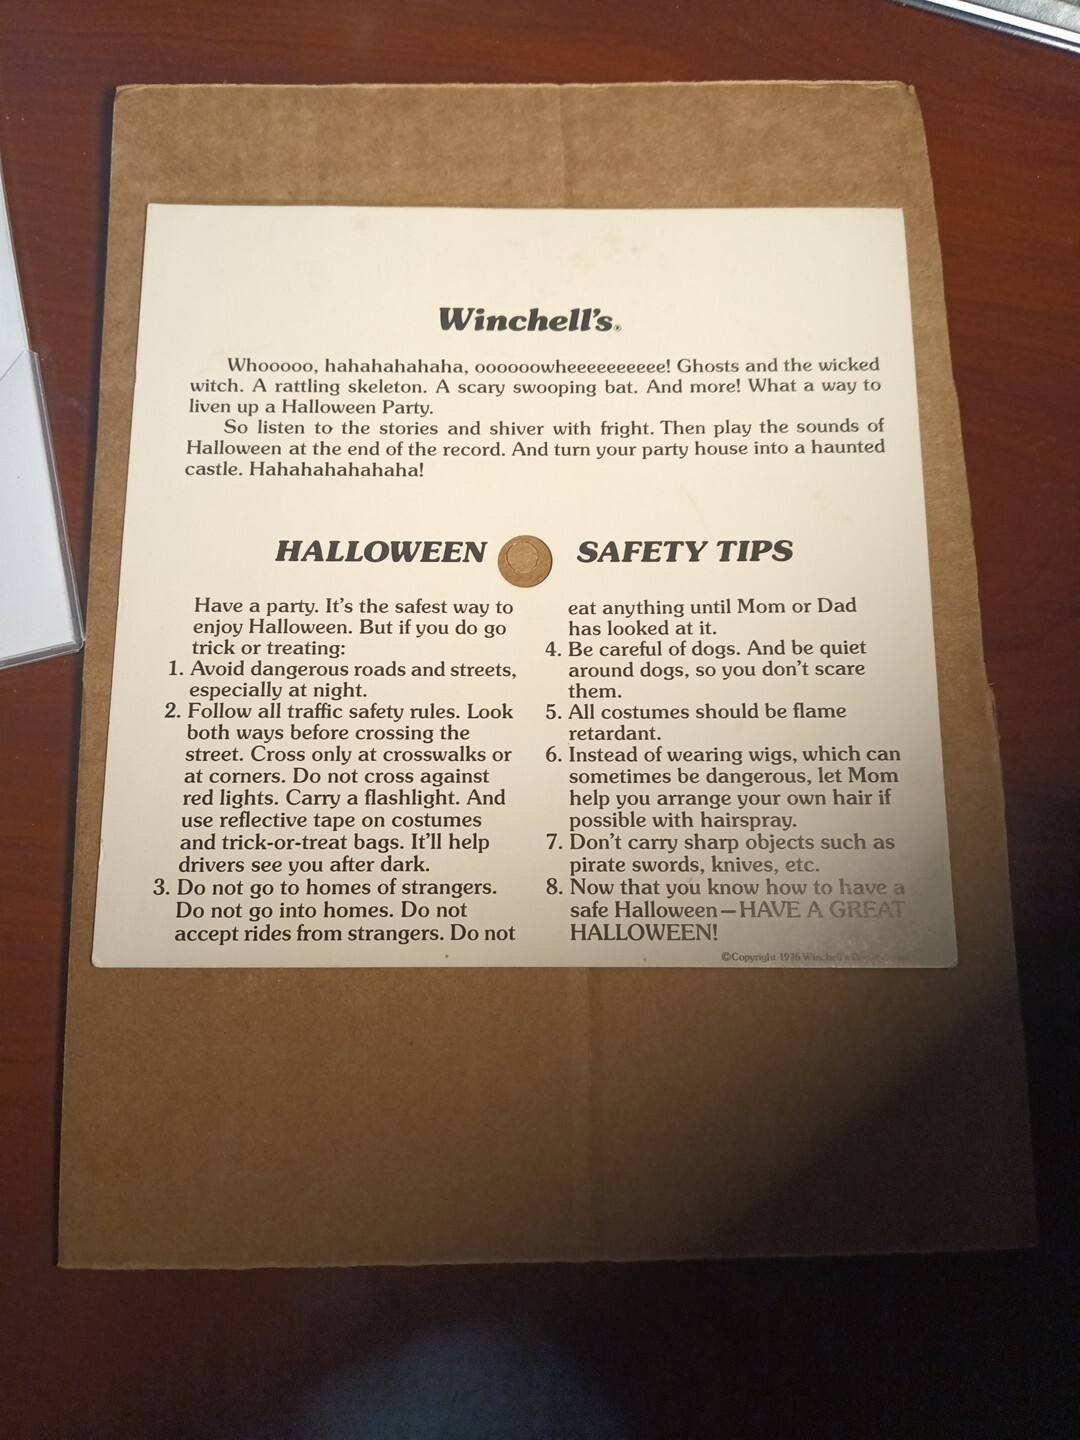 Winchell's®
Whooooo, hahahahahaha, oooooowheeeeeeeeee! Ghosts and the wicked
witch. A rattling skeleton. A scary swooping bat. And more! What a way to
liven up a Halloween Party.
So listen to the stories and shiver with fright. Then play the sounds of
Halloween at the end of the record. And turn your party house into a haunted
castle. Hahahahahahaha!
HALLOWEEN SAFETY TIPS
Have a party. It's the safest way to
enjoy Halloween. But if you do go
trick or treating:
1. Avoid dangerous roads and streets,
especially at night.
2. Follow all traffic safety rules. Look
both ways before crossing the
street. Cross only at crosswalks or
at corners. Do not cross against
red lights. Carry a flashlight. And
use reflective tape on costumes
and trick-or-treat bags. It'll help
drivers see you after dark.
3. Do not go to homes of strangers.
Do not go into homes. Do not
accept rides from strangers. Do not
eat anything until Mom or Dad
has looked at it.
4. Be careful of dogs. And be quiet
around dogs, so you don't scare
them.
5. All costumes should be flame
retardant.
6. Instead of wearing wigs, which can
sometimes be dangerous, let Mom
help you arrange your own hair if
possible with hairspray.
7. Don't carry sharp objects such as
pirate swords, knives, etc.
8. Now that you know how to have a
safe Halloween—HAVE A GREAT
HALLOWEEN!
©Copyright 1976 Winchell's